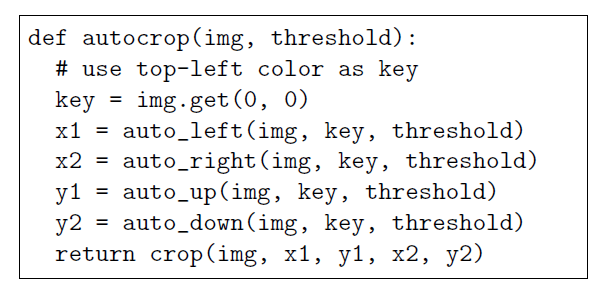 def autocrop(img, threshold):
  # use top-left color as key
  key = img.get(0, 0)
  x1 = auto_left(img, key, threshold)
  x2 = auto_right(img, key, threshold)
  y1 = auto_up(img, key, threshold)
  y2 = auto_down(img, key, threshold)
  return crop(img, x1, y1, x2, y2)